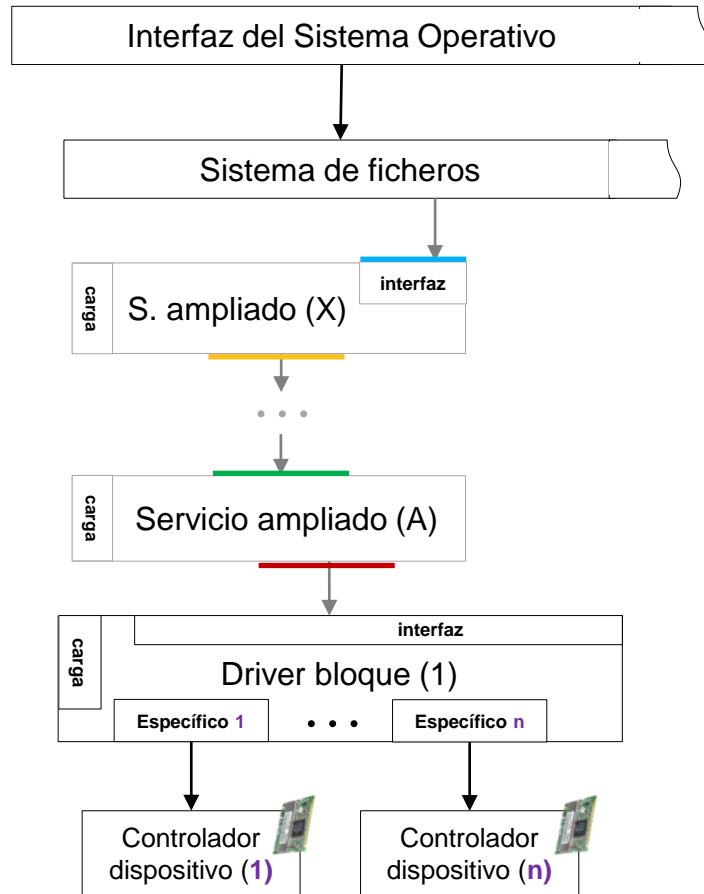 Interfaz del Sistema Operativo
Sistema de ficheros
carga
interfaz
S. ampliado (X)
• • •
carga
Servicio ampliado (A)
carga
interfaz
Driver bloque (1)
Específico 1
• • •
Específico n
Controlador
dispositivo (1)
Controlador
dispositivo (n)